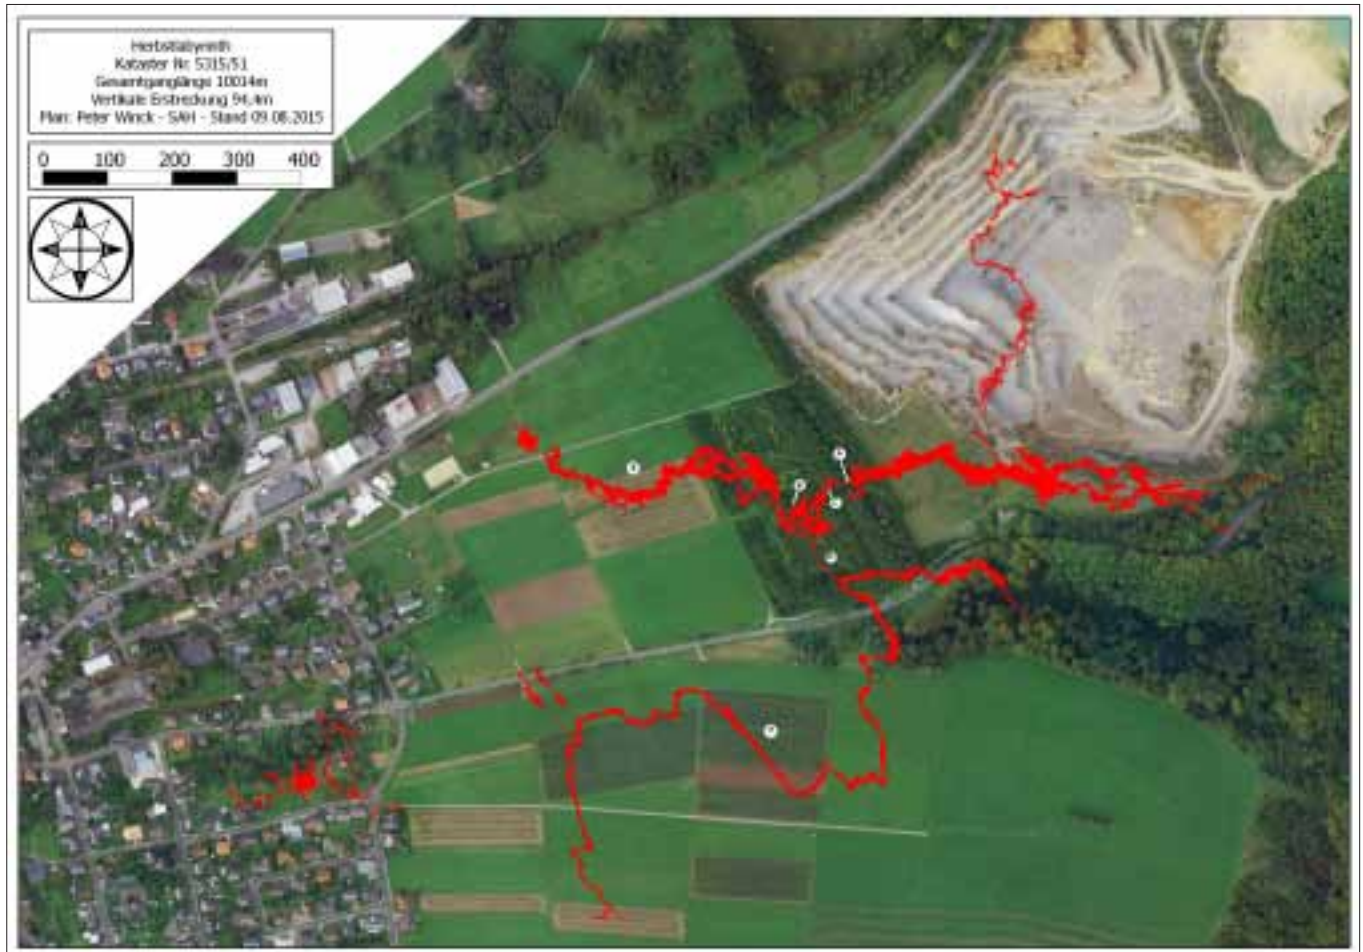 Herbstlabyrinth
Kataster Nr. 5315/51
Gesamtganglänge 10014m
Vertikale Erstreckung 94,4m
Plan: Peter Winck - SAH - Stand 09.08.2015
0 100 200 300 400